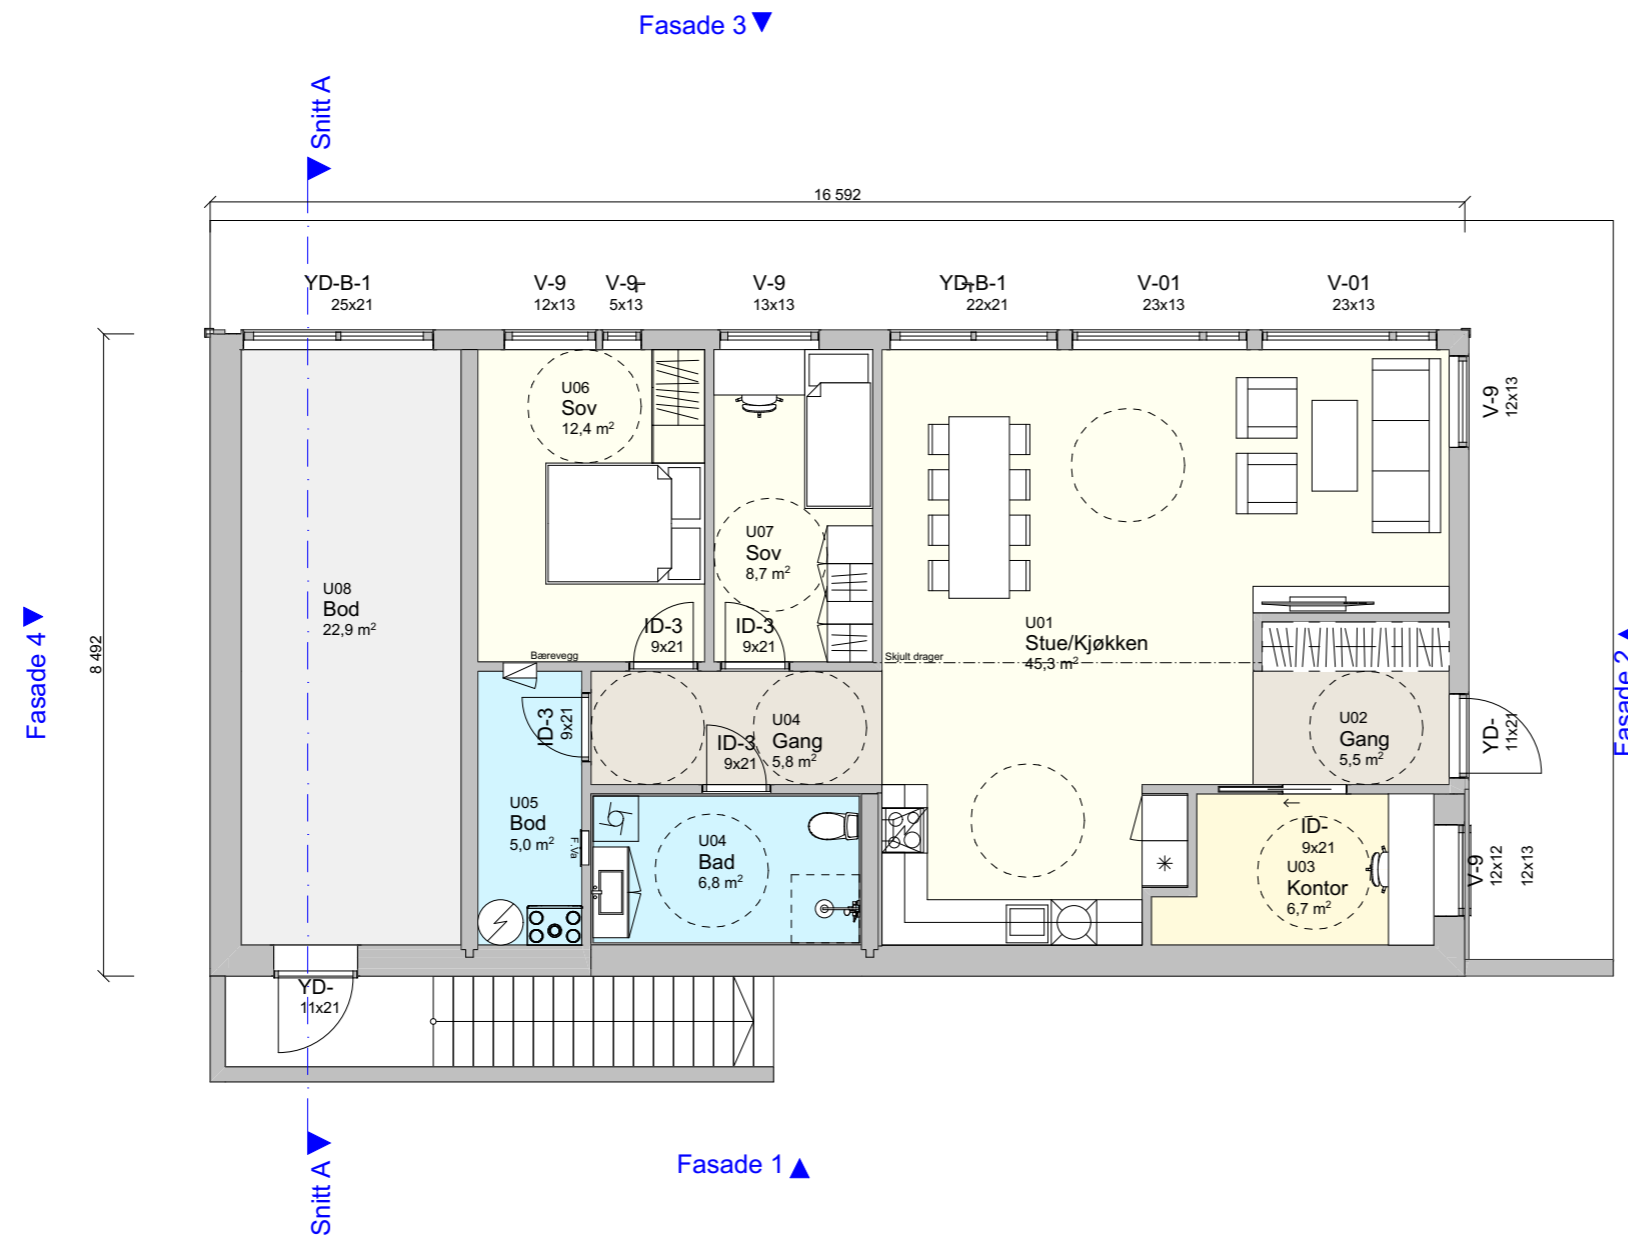 Fasade 3
Snitt A
16 592
YD-B-1
25x21
V-9
12x13
V-9
5x13
V-9
13x13
YD-B-1
22x21
V-01
23x13
V-01
23x13
V-9
12x13
U06
Sov
12,4 m²
U07
Sov
8,7 m²
U08
Bod
22,9 m²
8 492
Fasade 4
ID-3
9x21
ID-3
9x21
Bærevegg
Skjult drager
U01
Stue/Kjøkken
45,3 m²
Fasade 2
ID-3
9x21
ID-3
9x21
U04
Gang
5,8 m²
U02
Gang
5,5 m²
YD-
11x21
U05
Bod
5,0 m²
F.Va
U04
Bad
6,8 m²
ID-
9x21
U03
Kontor
6,7 m²
V-9
12x12
12x13
YD-
11x21
Fasade 1
Snitt A